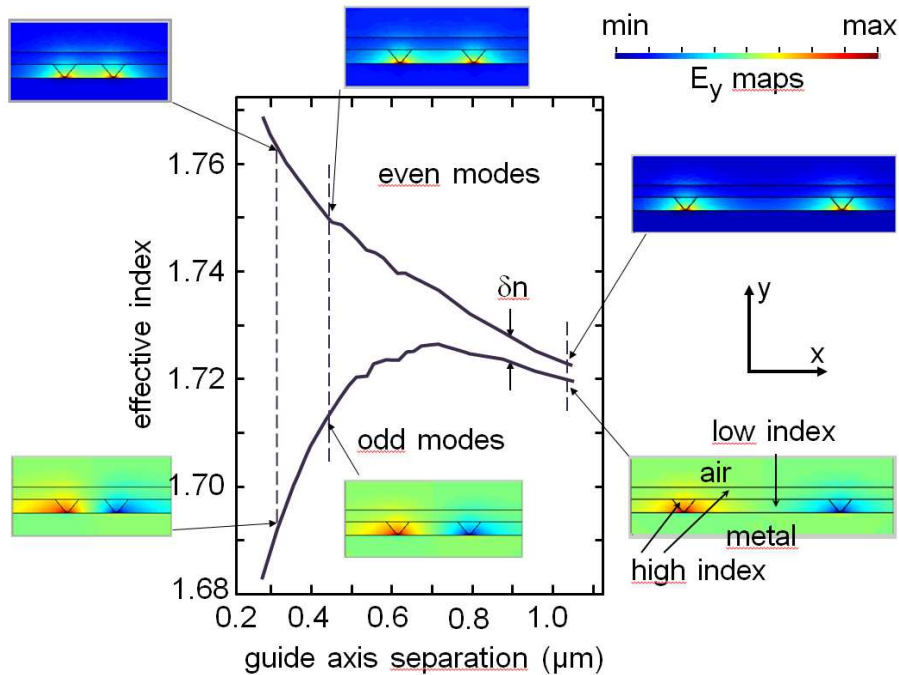 min max
E_y maps
even modes
1.76
1.74
1.72
1.70
1.68
effective index
δn
y
x
odd modes
low index
air
metal
high index
0.2 0.4 0.6 0.8 1.0
guide axis separation (μm)